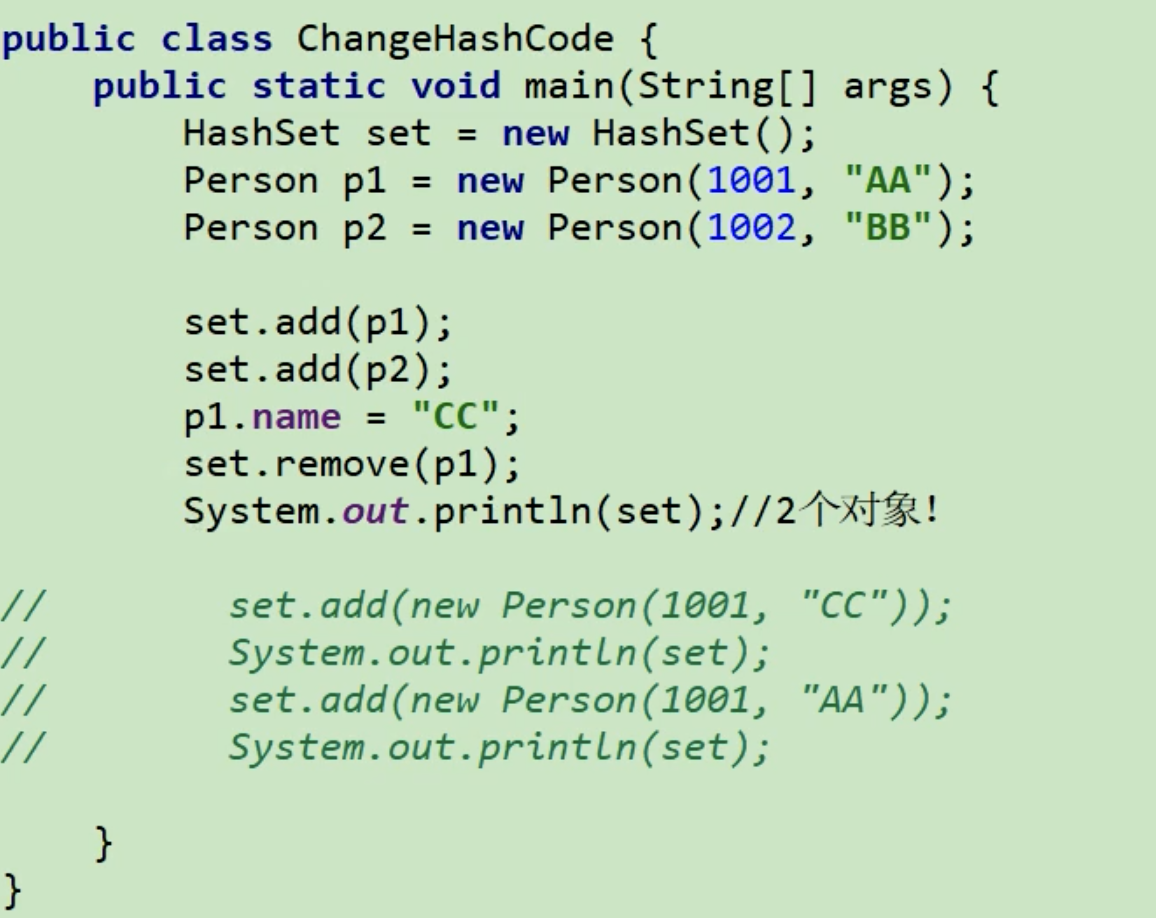 public class ChangeHashCode {
    public static void main(String[] args) {
        HashSet set = new HashSet();
        Person p1 = new Person(1001, "AA");
        Person p2 = new Person(1002, "BB");
        set.add(p1);
        set.add(p2);
        p1.name = "CC";
        set.remove(p1);
        System.out.println(set);//2个对象!
//        set.add(new Person(1001, "CC"));
//        System.out.println(set);
//        set.add(new Person(1001, "AA"));
//        System.out.println(set);
    }
}